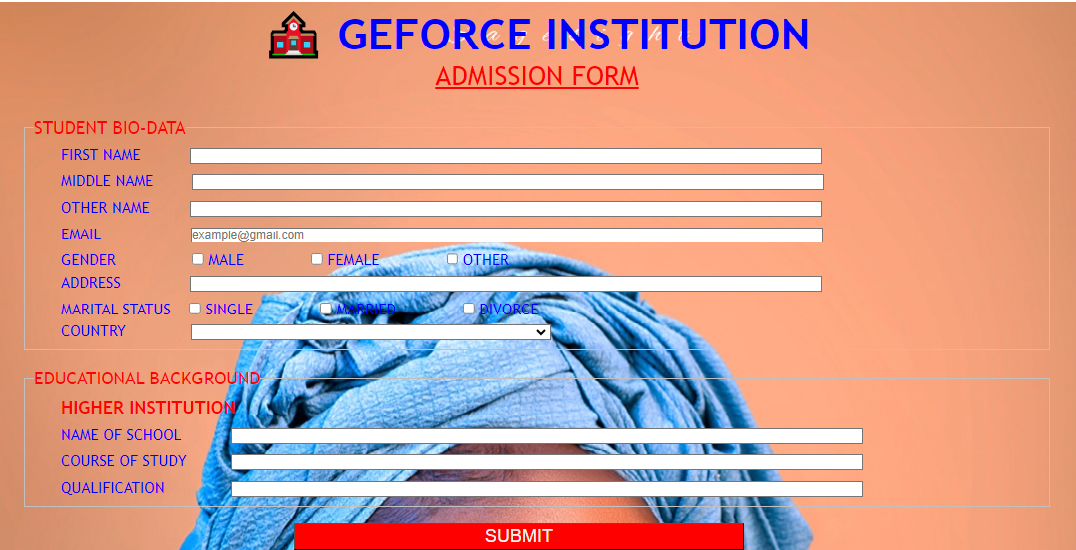 GEFORCE INSTITUTION
ADMISSION FORM
STUDENT BIO-DATA
FIRST NAME
MIDDLE NAME
OTHER NAME
EMAIL example@gmail.com
GENDER MALE FEMALE OTHER
ADDRESS
MARITAL STATUS SINGLE MARRIED DIVORCE
COUNTRY
EDUCATIONAL BACKGROUND
HIGHER INSTITUTION
NAME OF SCHOOL
COURSE OF STUDY
QUALIFICATION
SUBMIT